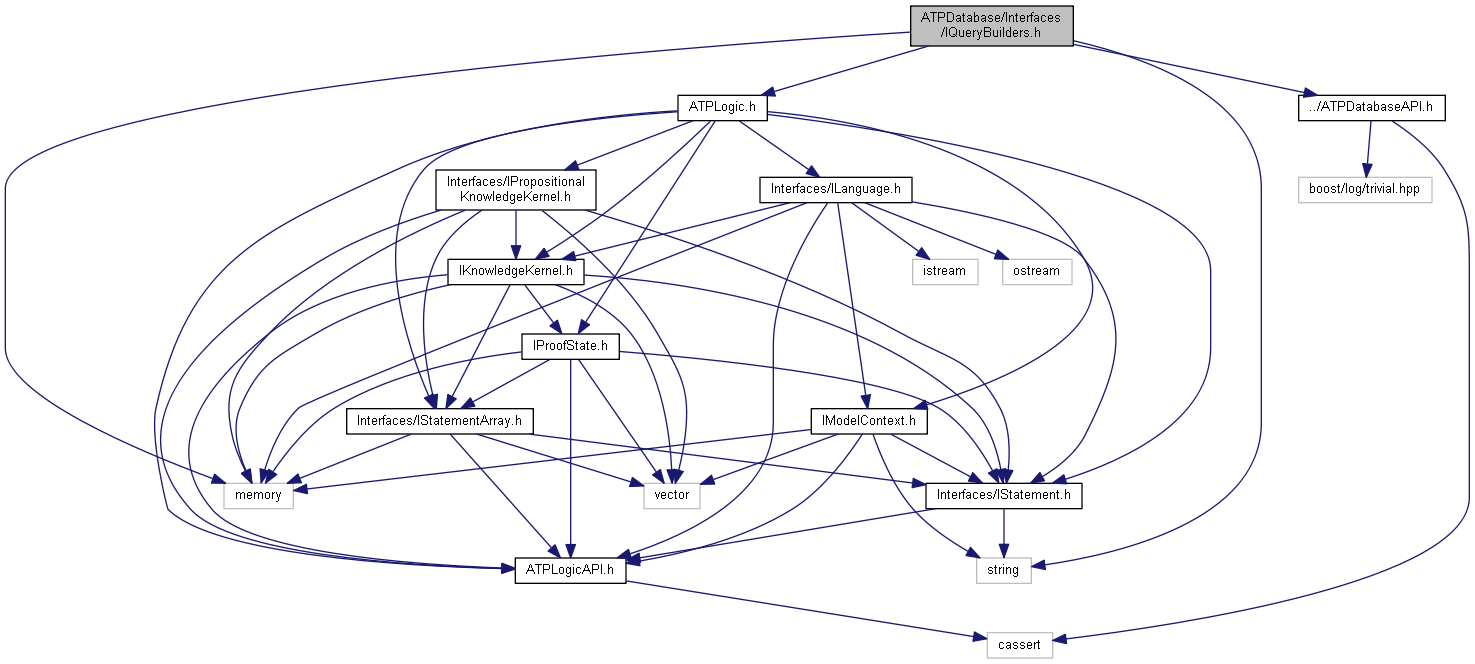 ATPDatabase/Interfaces
/IQueryBuilders.h
ATPLogic.h
../ATPDatabaseAPI.h
Interfaces/IPropositional
KnowledgeKernel.h
Interfaces/ILanguage.h
boost/log/trivial.hpp
IKnowledgeKernel.h
istream
ostream
IProofState.h
Interfaces/IStatementArray.h
IModelContext.h
memory
vector
Interfaces/IStatement.h
ATPLogicAPI.h
string
cassert